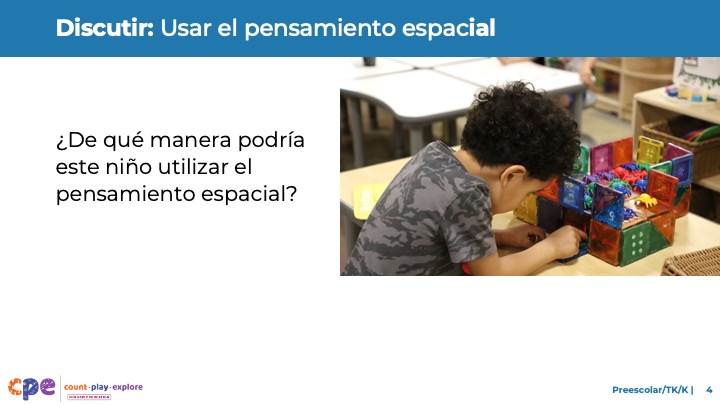 Discutir: Usar el pensamiento espacial
¿De qué manera podría
este niño utilizar el
pensamiento espacial?
cpe
count·play·explore
Preescolar/TK/K | 4